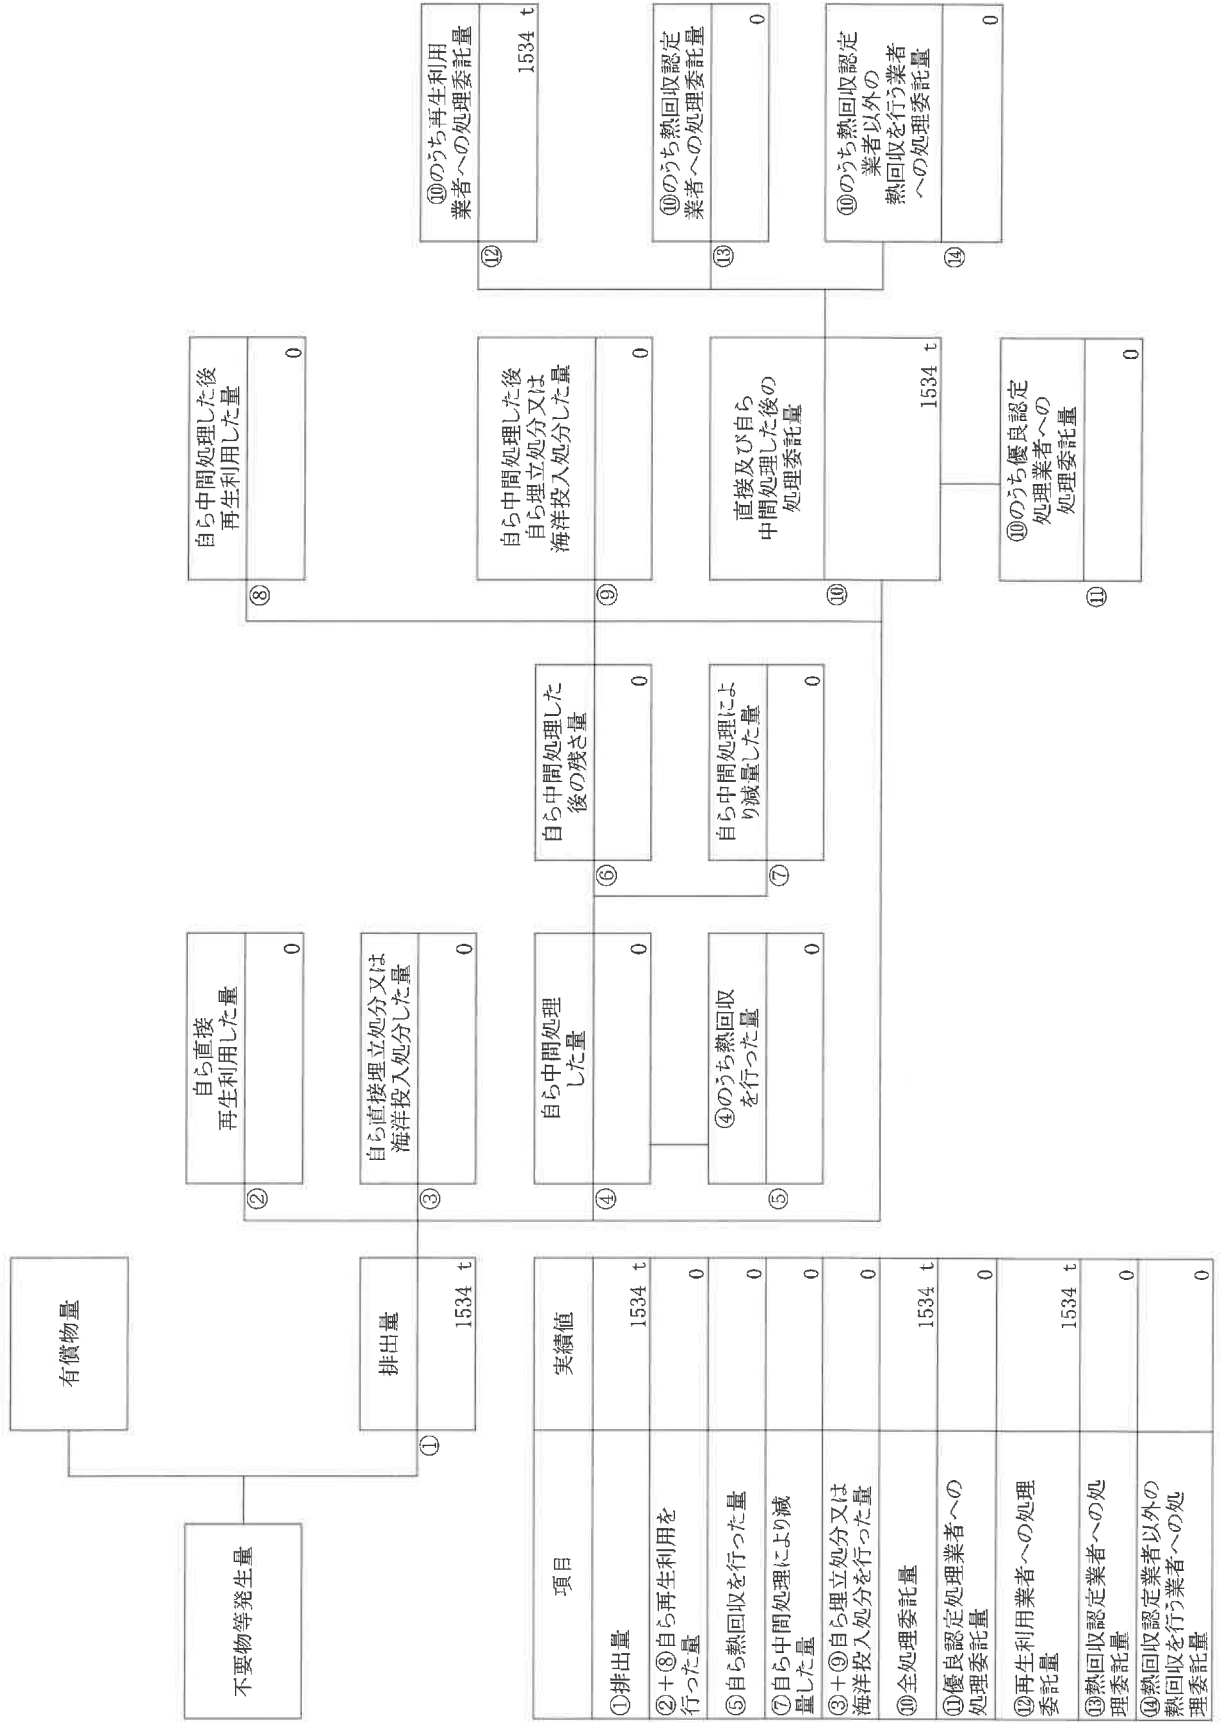 有償物量
不要物等発生量
排出量
①
1534 t
自ら直接
再生利用した量
②
0
自ら直接埋立処分又は
海洋投入処分した量
③
0
自ら中間処理
した量
④
0
④のうち熱回収
を行った量
⑤
0
自ら中間処理した
後の残さ量
⑥
0
自ら中間処理によ
り減量した量
⑦
0
自ら中間処理した後
再生利用した量
⑧
0
自ら中間処理した後
自ら埋立処分又は
海洋投入処分した量
⑨
0
直接及び自ら
中間処理した後の
処理委託量
⑩
1534 t
⑩のうち優良認定
処理業者への
処理委託量
⑪
0
⑩のうち再生利用
業者への処理委託量
⑫
1534 t
⑩のうち熱回収認定
業者への処理委託量
⑬
0
⑩のうち熱回収認定
業者以外の
熱回収を行う業者
への処理委託量
⑭
0
項目 実績値
①排出量 1534 t
②+⑧自ら再生利用を
行った量 0
⑤自ら熱回収を行った量 0
⑦自ら中間処理により減
量した量 0
③+⑨自ら埋立処分又は
海洋投入処分を行った量 0
⑩全処理委託量 1534 t
⑪優良認定処理業者への
処理委託量 0
⑫再生利用業者への処理
委託量 1534 t
⑬熱回収認定業者への処
理委託量 0
⑭熱回収認定業者以外の
熱回収を行う業者への処
理委託量 0